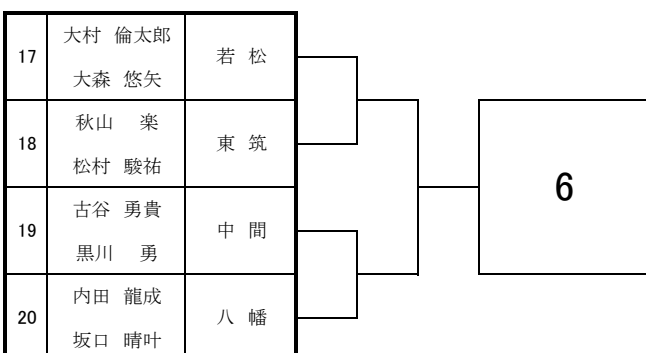 17 大村 倫太郎 若松
大森 悠矢
18 秋山 楽 東筑
松村 駿祐
19 古谷 勇貴 中間
黒川 勇
20 内田 龍成 八幡
坂口 晴叶
6